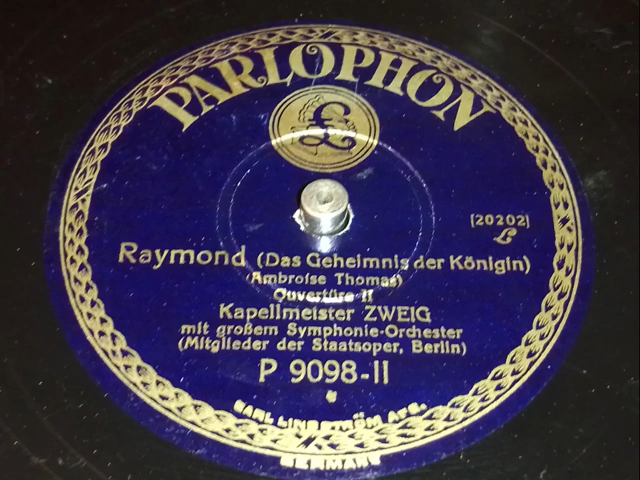 PARLOPHON
£
[20202]
L
Raymond (Das Geheimnis der Königin)
Ambroise Thomas)
Ouvertüre II
Kapellmeister ZWEIG
mit großem Symphonie-Orchester
(Mitglieder der Staatsoper, Berlin)
P 9098-II
CARL LINDSTRÖM A.G.
GERMANY